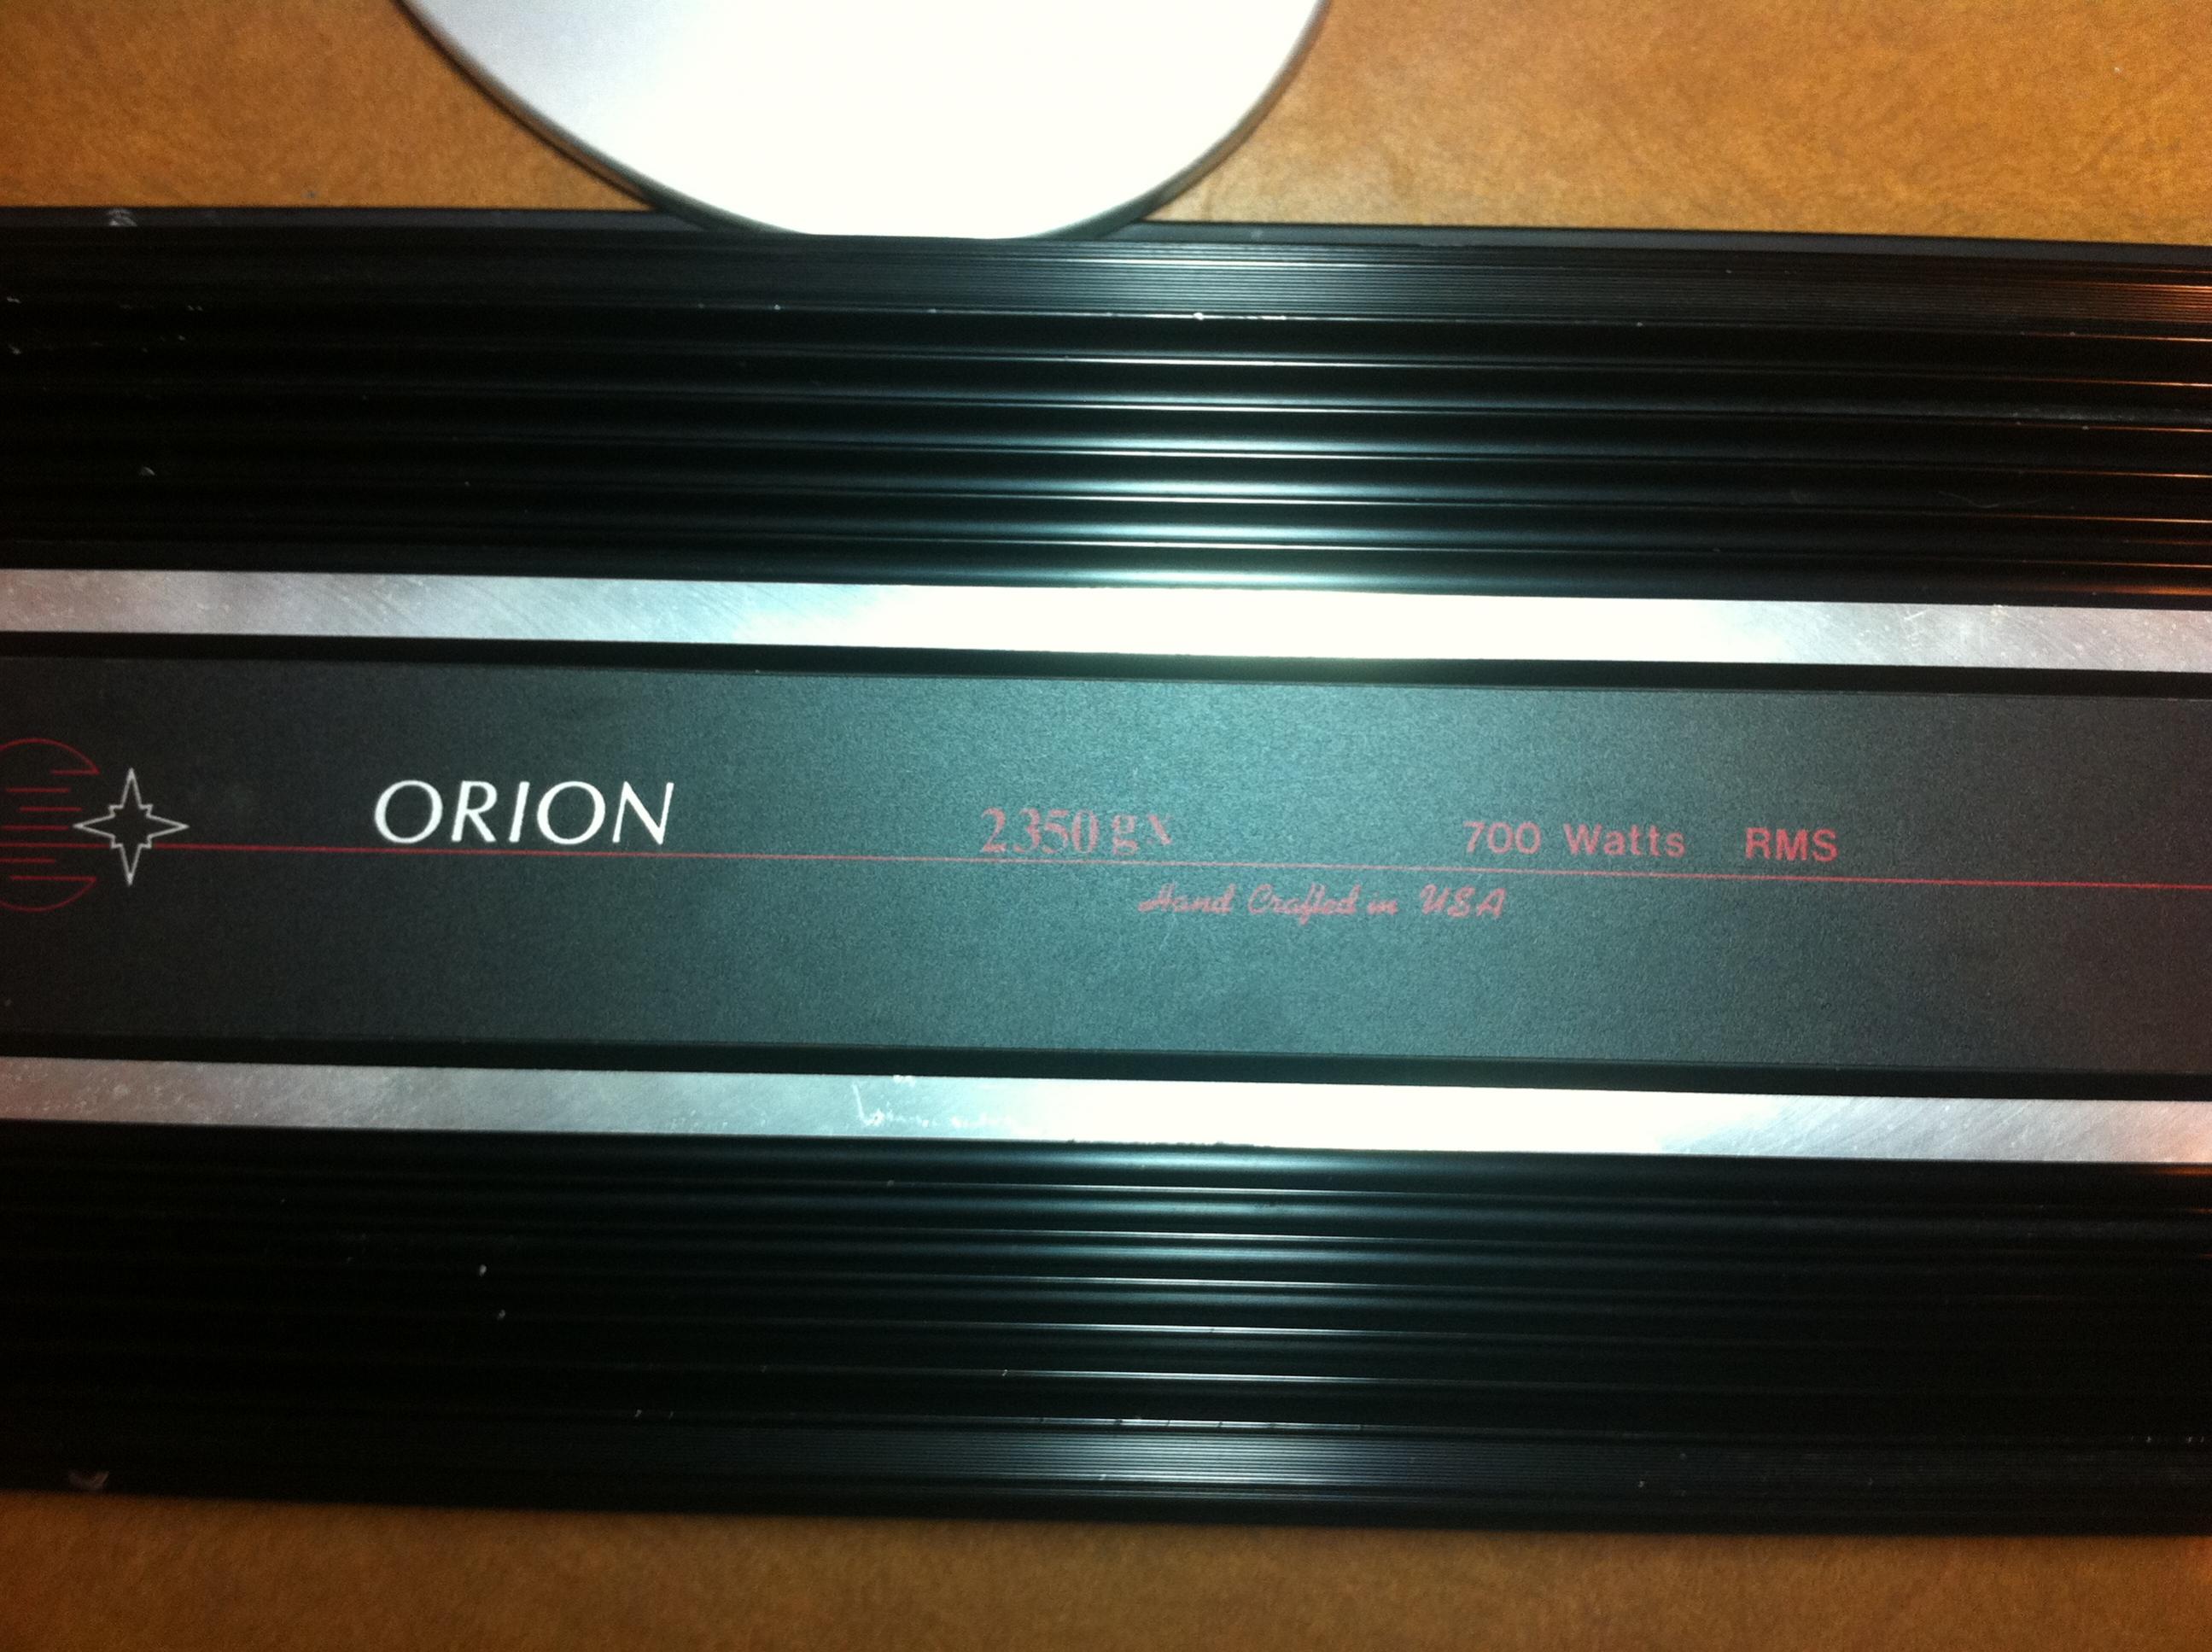 ORION 2350 gx 700 Watts RMS
Hand Crafted in USA